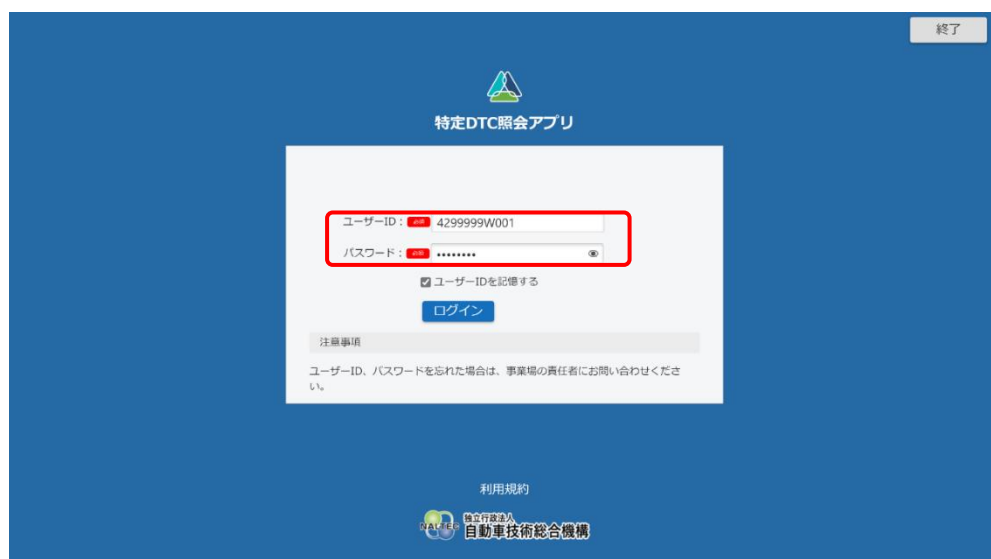 終了
特定DTC照会アプリ
ユーザーID： 必須 4299999W001
パスワード： 必須 ••••••••
ユーザーIDを記憶する
ログイン
注意事項
ユーザーID、パスワードを忘れた場合は、事業場の責任者にお問い合わせくださ
い。
利用規約
NALTEC 独立行政法人
自動車技術総合機構